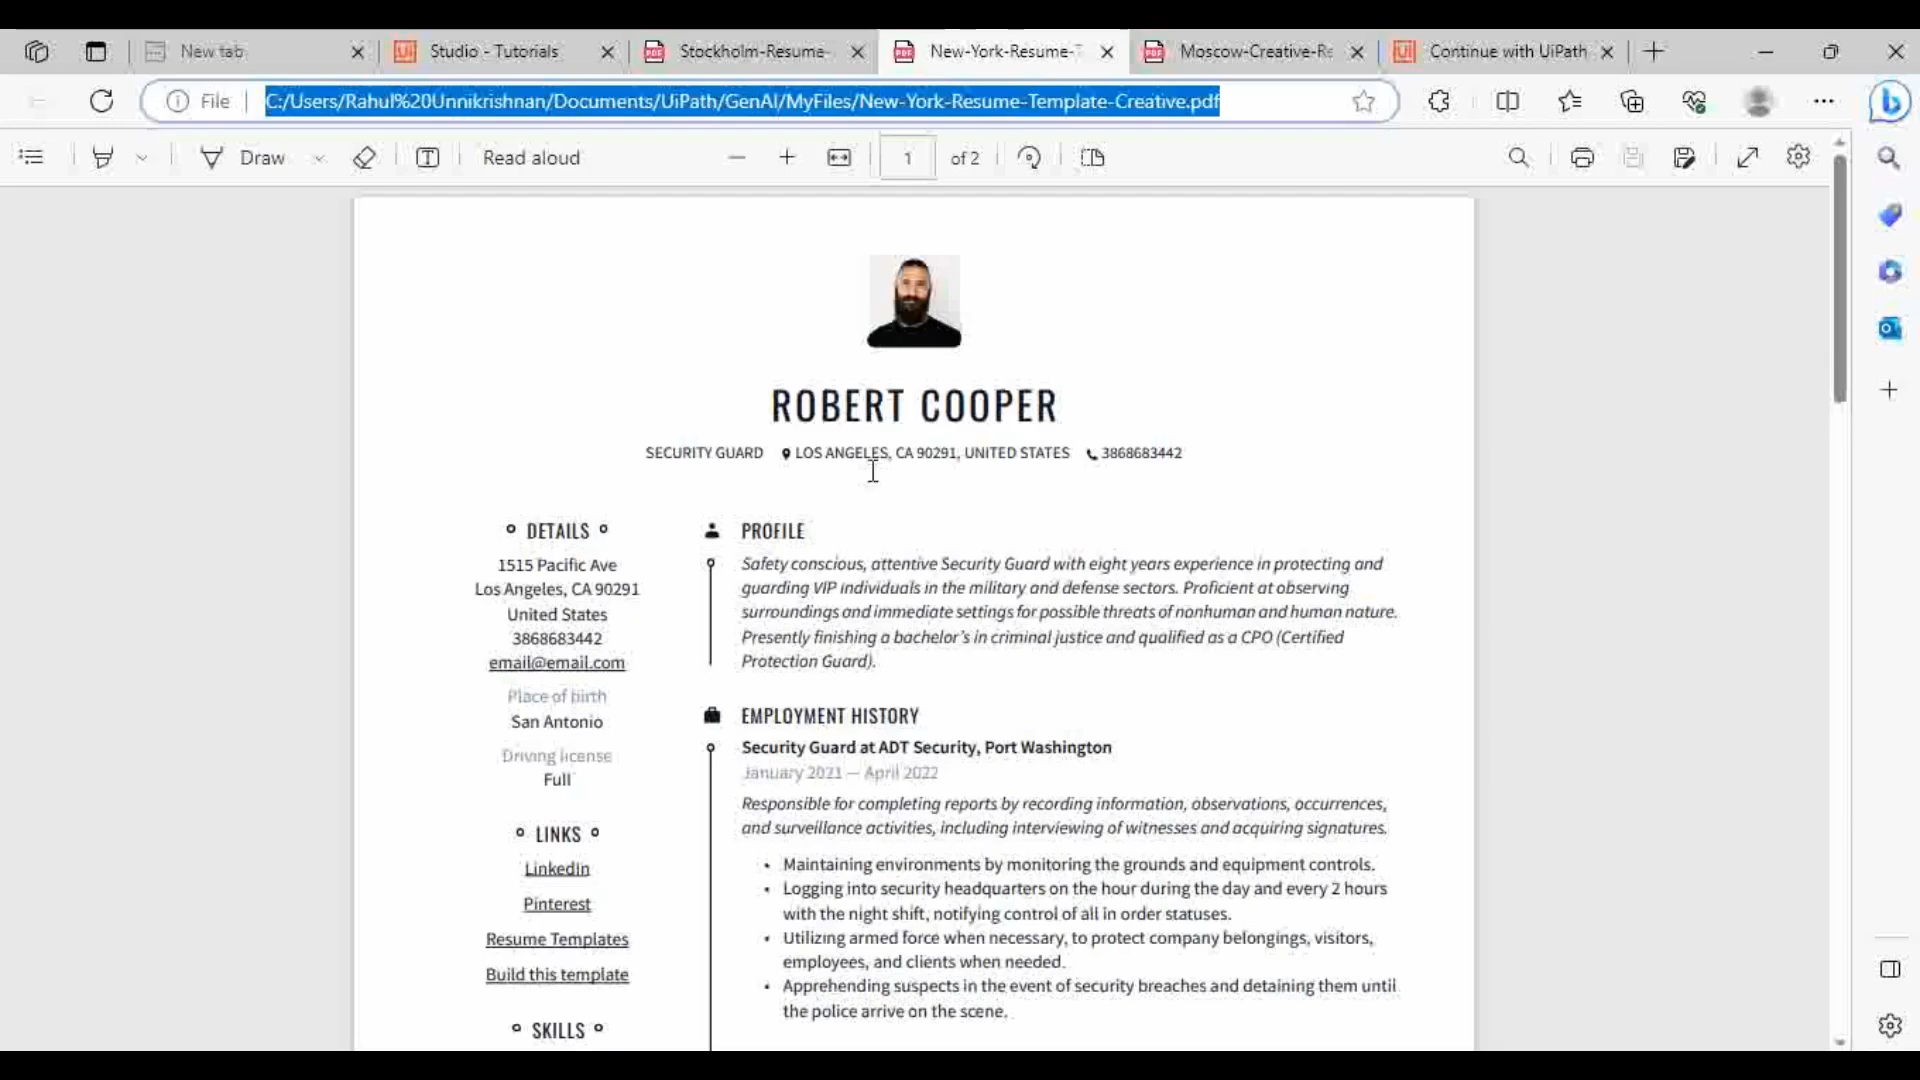 New tab
Studio - Tutorials
Stockholm-Resume-
New-York-Resume-T
Moscow-Creative-Re
Continue with UiPath
File
C:/Users/Rahul%20Unnikrishnan/Documents/UiPath/GenAI/MyFiles/New-York-Resume-Template-Creative.pdf
Draw
Read aloud
1
of 2
ROBERT COOPER
SECURITY GUARD LOS ANGELES, CA 90291, UNITED STATES 3868683442
DETAILS
1515 Pacific Ave
Los Angeles, CA 90291
United States
3868683442
email@email.com
Place of birth
San Antonio
Driving license
Full
LINKS
LinkedIn
Pinterest
Resume Templates
Build this template
SKILLS
PROFILE
Safety conscious, attentive Security Guard with eight years experience in protecting and
guarding VIP individuals in the military and defense sectors. Proficient at observing
surroundings and immediate settings for possible threats of nonhuman and human nature.
Presently finishing a bachelor's in criminal justice and qualified as a CPO (Certified
Protection Guard).
EMPLOYMENT HISTORY
Security Guard at ADT Security, Port Washington
January 2021 — April 2022
Responsible for completing reports by recording information, observations, occurrences,
and surveillance activities, including interviewing of witnesses and acquiring signatures.
• Maintaining environments by monitoring the grounds and equipment controls.
• Logging into security headquarters on the hour during the day and every 2 hours
with the night shift, notifying control of all in order statuses.
• Utilizing armed force when necessary, to protect company belongings, visitors,
employees, and clients when needed.
• Apprehending suspects in the event of security breaches and detaining them until
the police arrive on the scene.